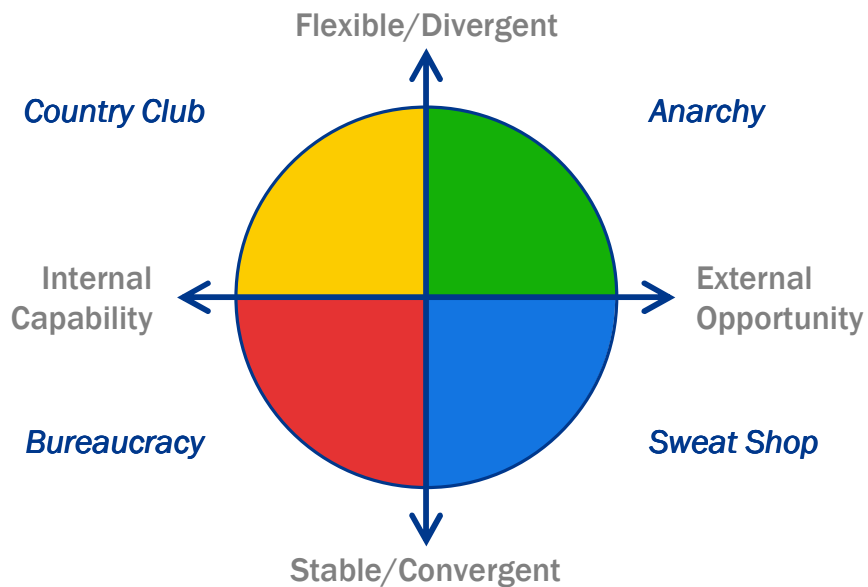 Flexible/Divergent
Country Club
Anarchy
Internal
Capability
External
Opportunity
Bureaucracy
Sweat Shop
Stable/Convergent